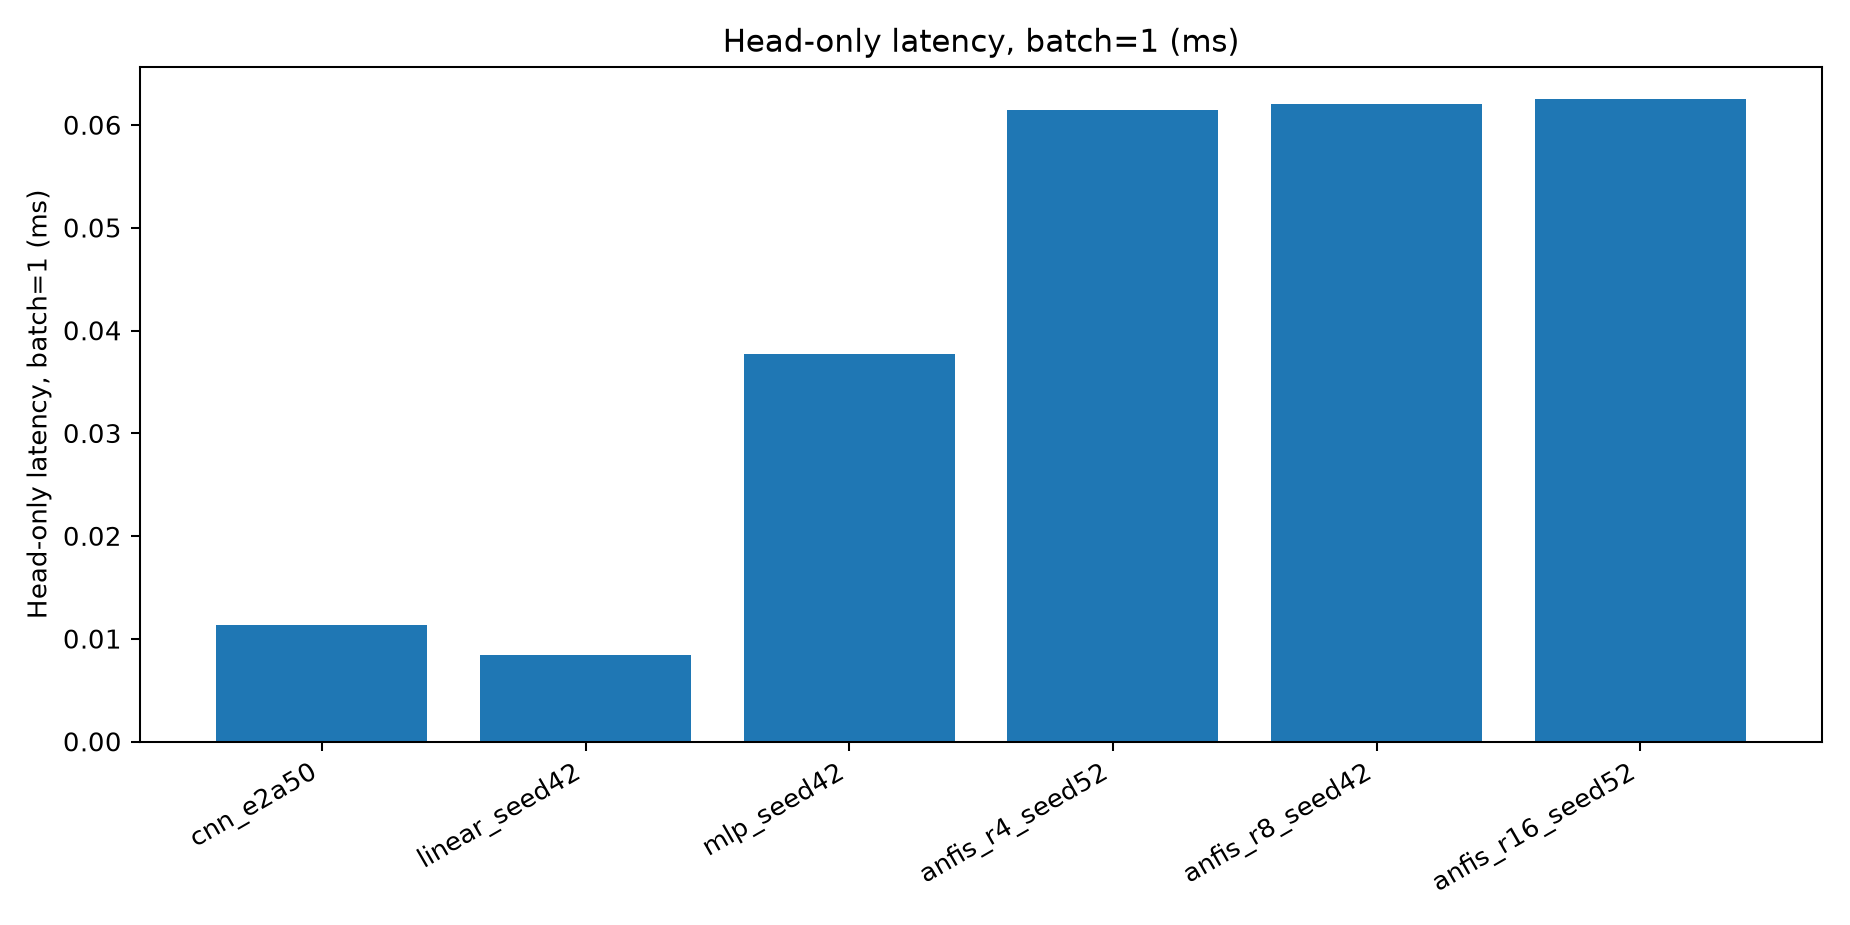 Head-only latency, batch=1 (ms)
Head-only latency, batch=1 (ms)
0.06
0.05
0.04
0.03
0.02
0.01
0.00
cnn_e2a50
linear_seed42
mlp_seed42
anfis_r4_seed52
anfis_r8_seed42
anfis_r16_seed52